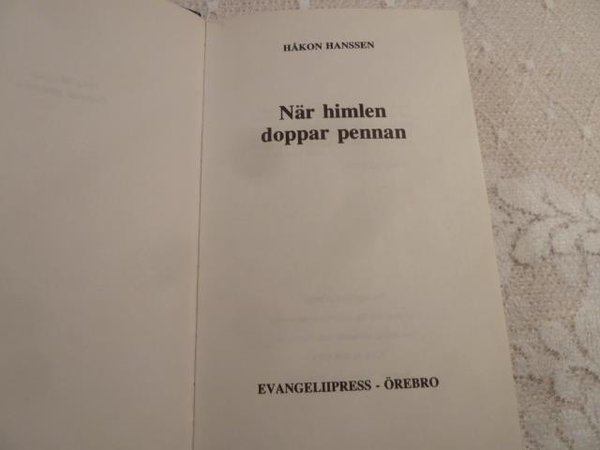 HÅKON HANSSEN
När himlen
doppar pennan
EVANGELIIPRESS - ÖREBRO